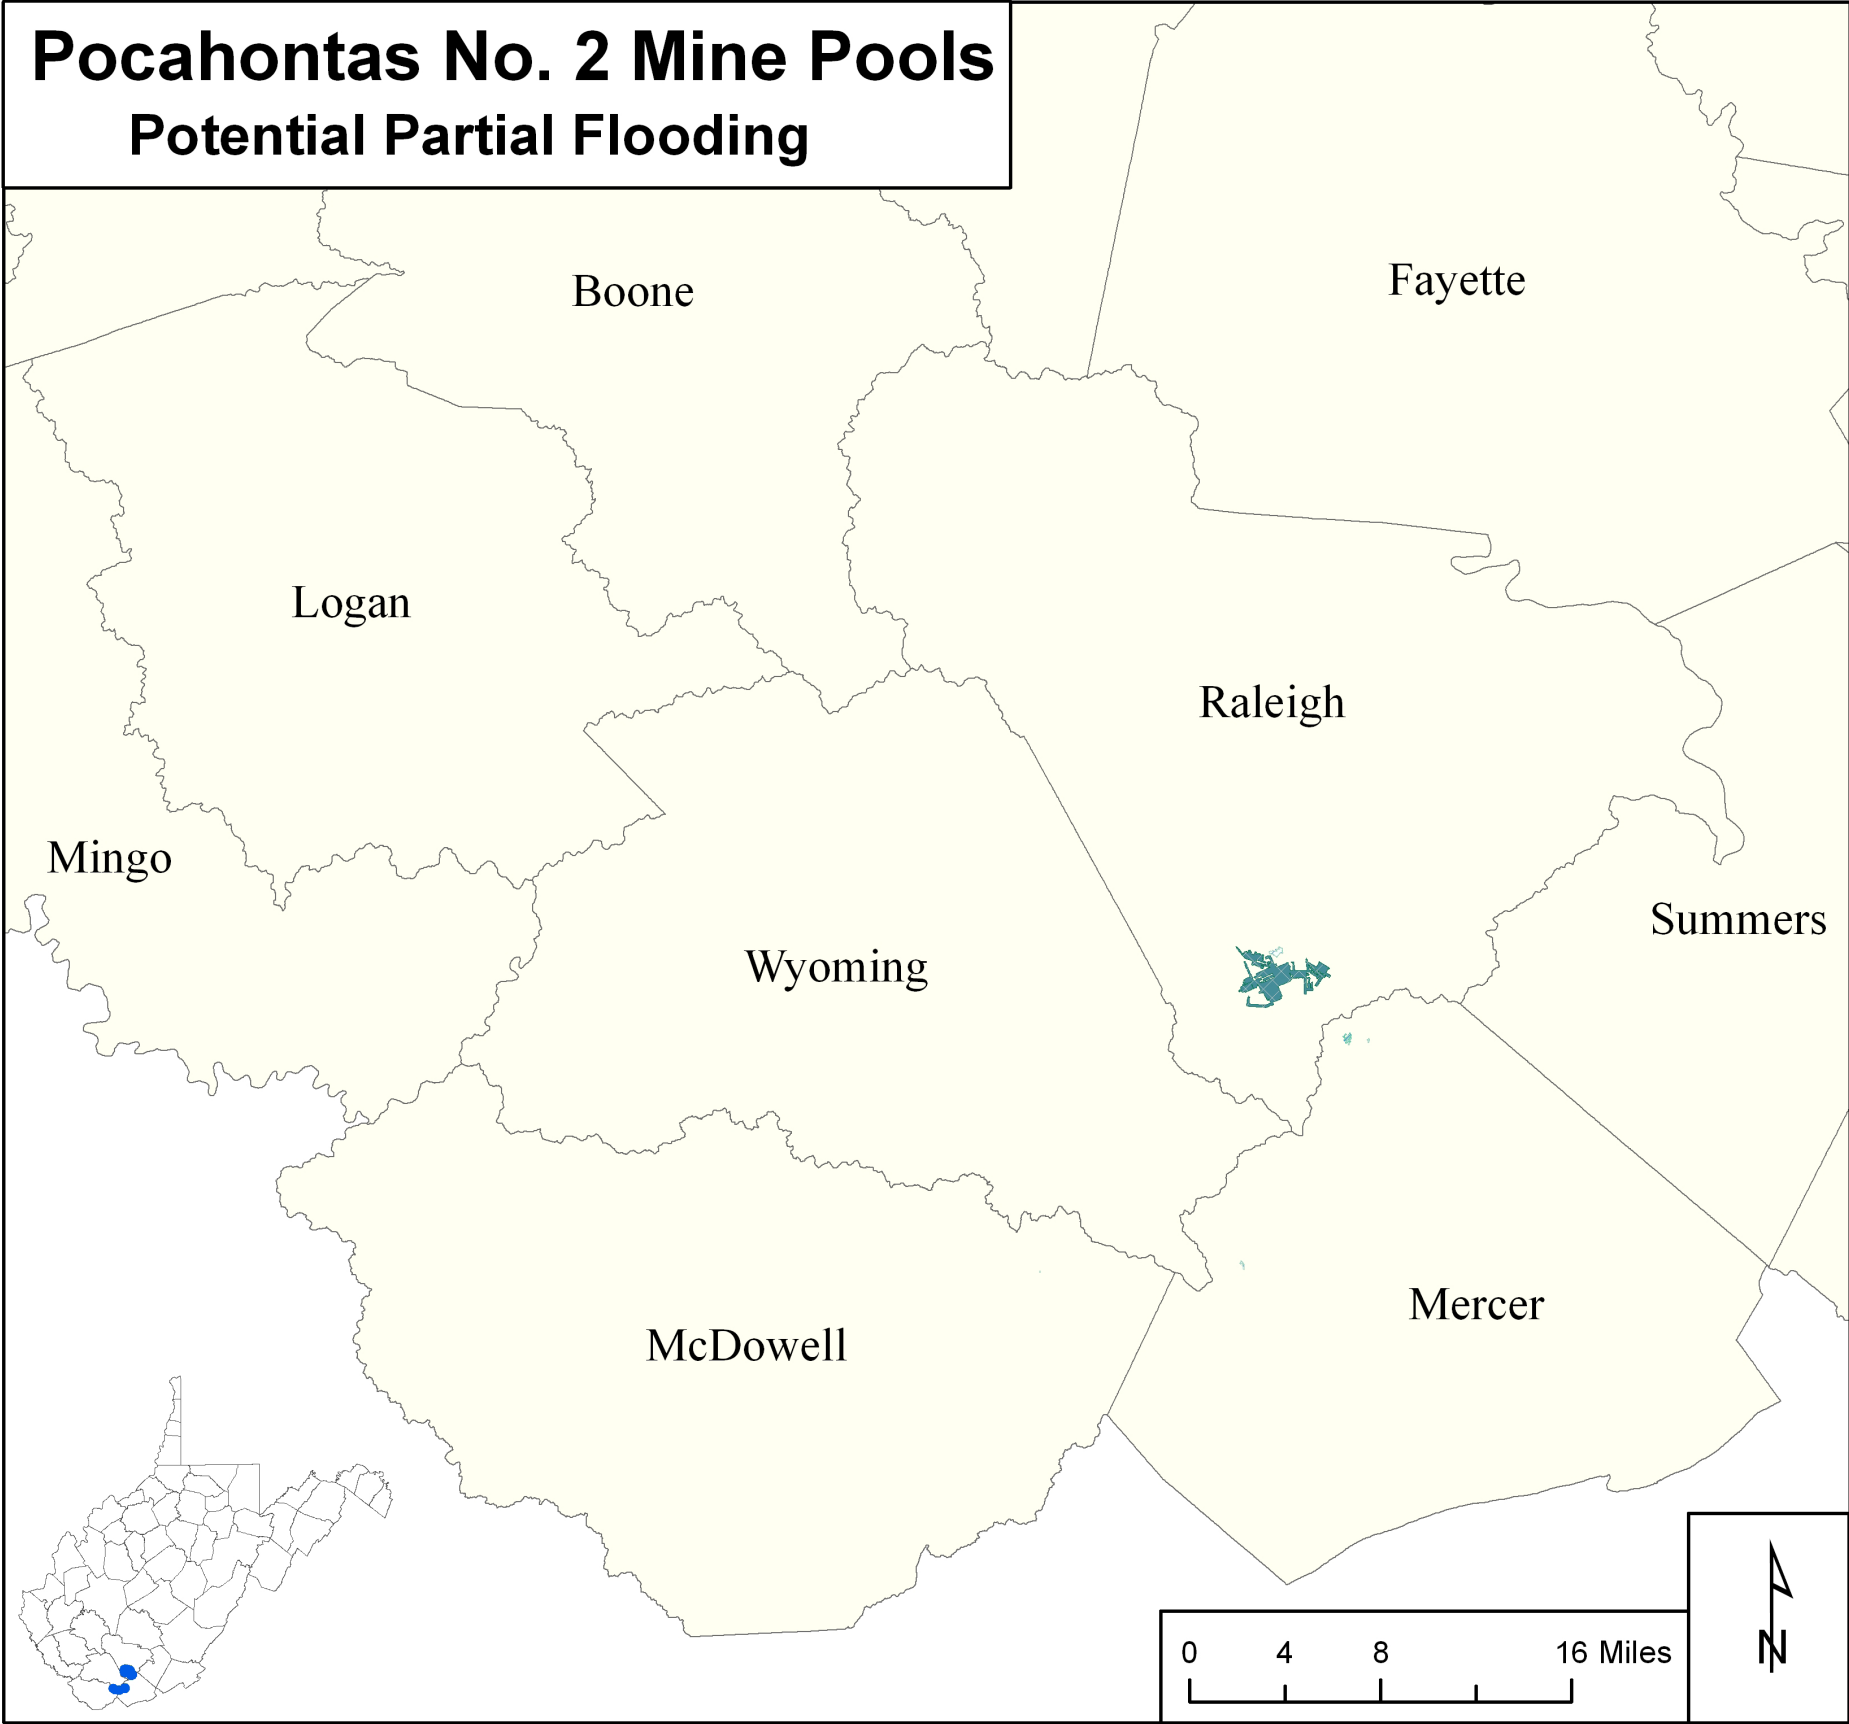 Pocahontas No. 2 Mine Pools
Potential Partial Flooding
Boone
Fayette
Logan
Raleigh
Mingo
Summers
Wyoming
Mercer
McDowell
0 4 8 16 Miles
N